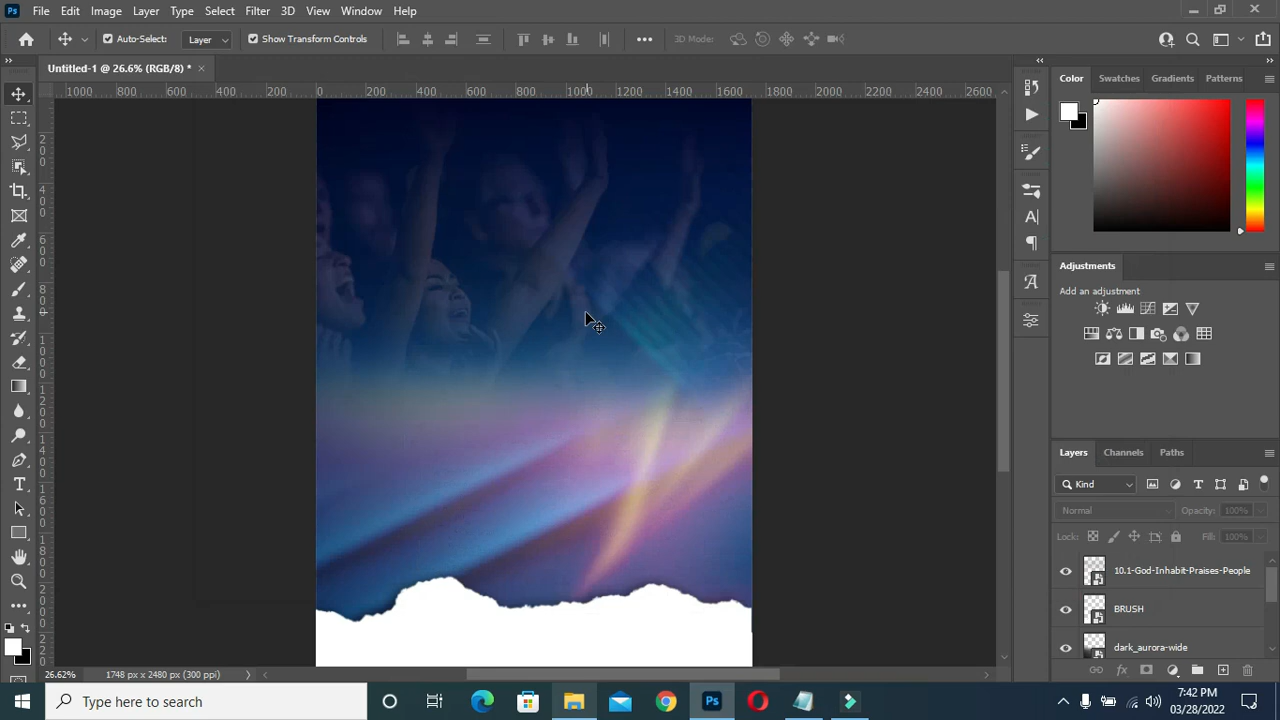 Ps File Edit Image Layer Type Select Filter 3D View Window Help
Auto-Select: Layer Show Transform Controls 3D Mode:
Untitled-1 @ 26.6% (RGB/8) * ×
1000 800 600 400 200 0 200 400 600 800 1000 1200 1400 1600 1800 2000 2200 2400 2600
Color Swatches Gradients Patterns
Adjustments
Add an adjustment
Layers Channels Paths
Kind
Normal Opacity: 100%
Lock: Fill: 100%
10.1-God-Inhabit-Praises-People
BRUSH
dark_aurora-wide
26.62% 1748 px x 2480 px (300 ppi)
Type here to search
Ps
7:42 PM
03/28/2022